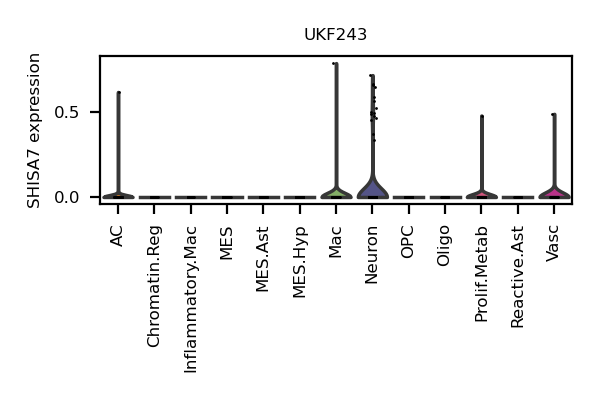 UKF243
SHISA7 expression
0.5
0.0
AC
Chromatin.Reg
Inflammatory.Mac
MES
MES.Ast
MES.Hyp
Mac
Neuron
OPC
Oligo
Prolif.Metab
Reactive.Ast
Vasc